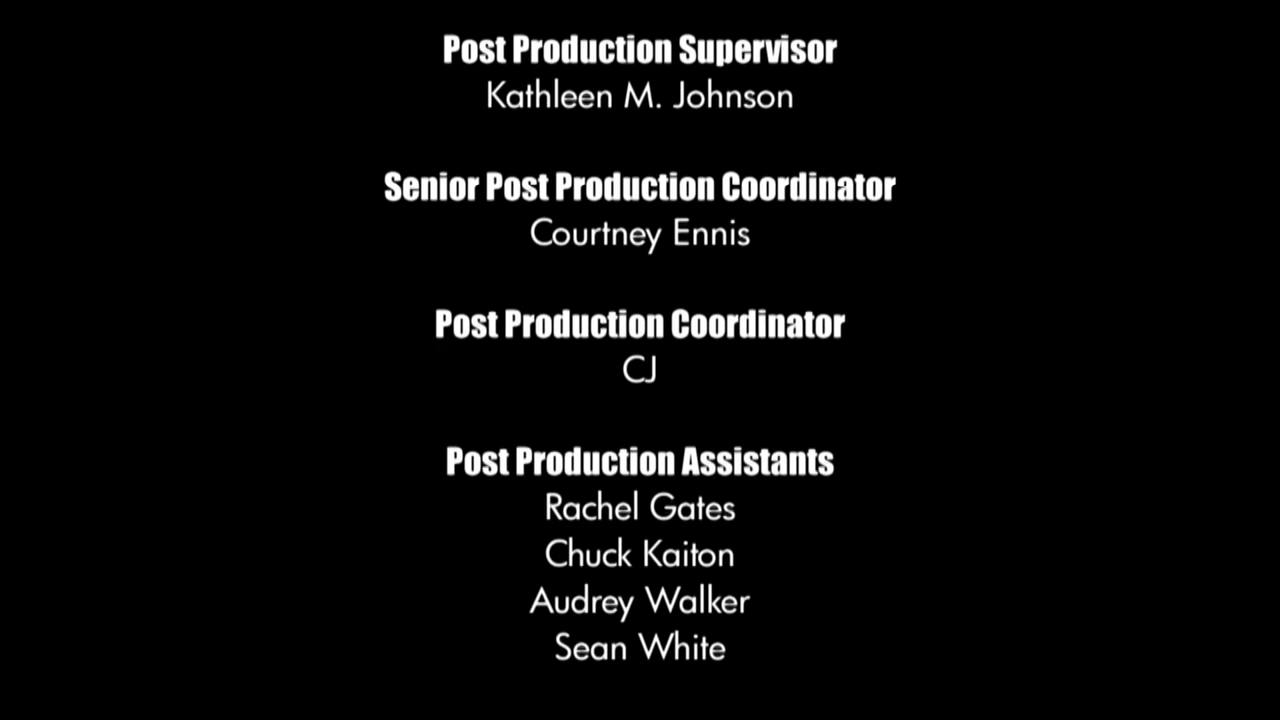 Post Production Supervisor
Kathleen M. Johnson
Senior Post Production Coordinator
Courtney Ennis
Post Production Coordinator
CJ
Post Production Assistants
Rachel Gates
Chuck Kaiton
Audrey Walker
Sean White